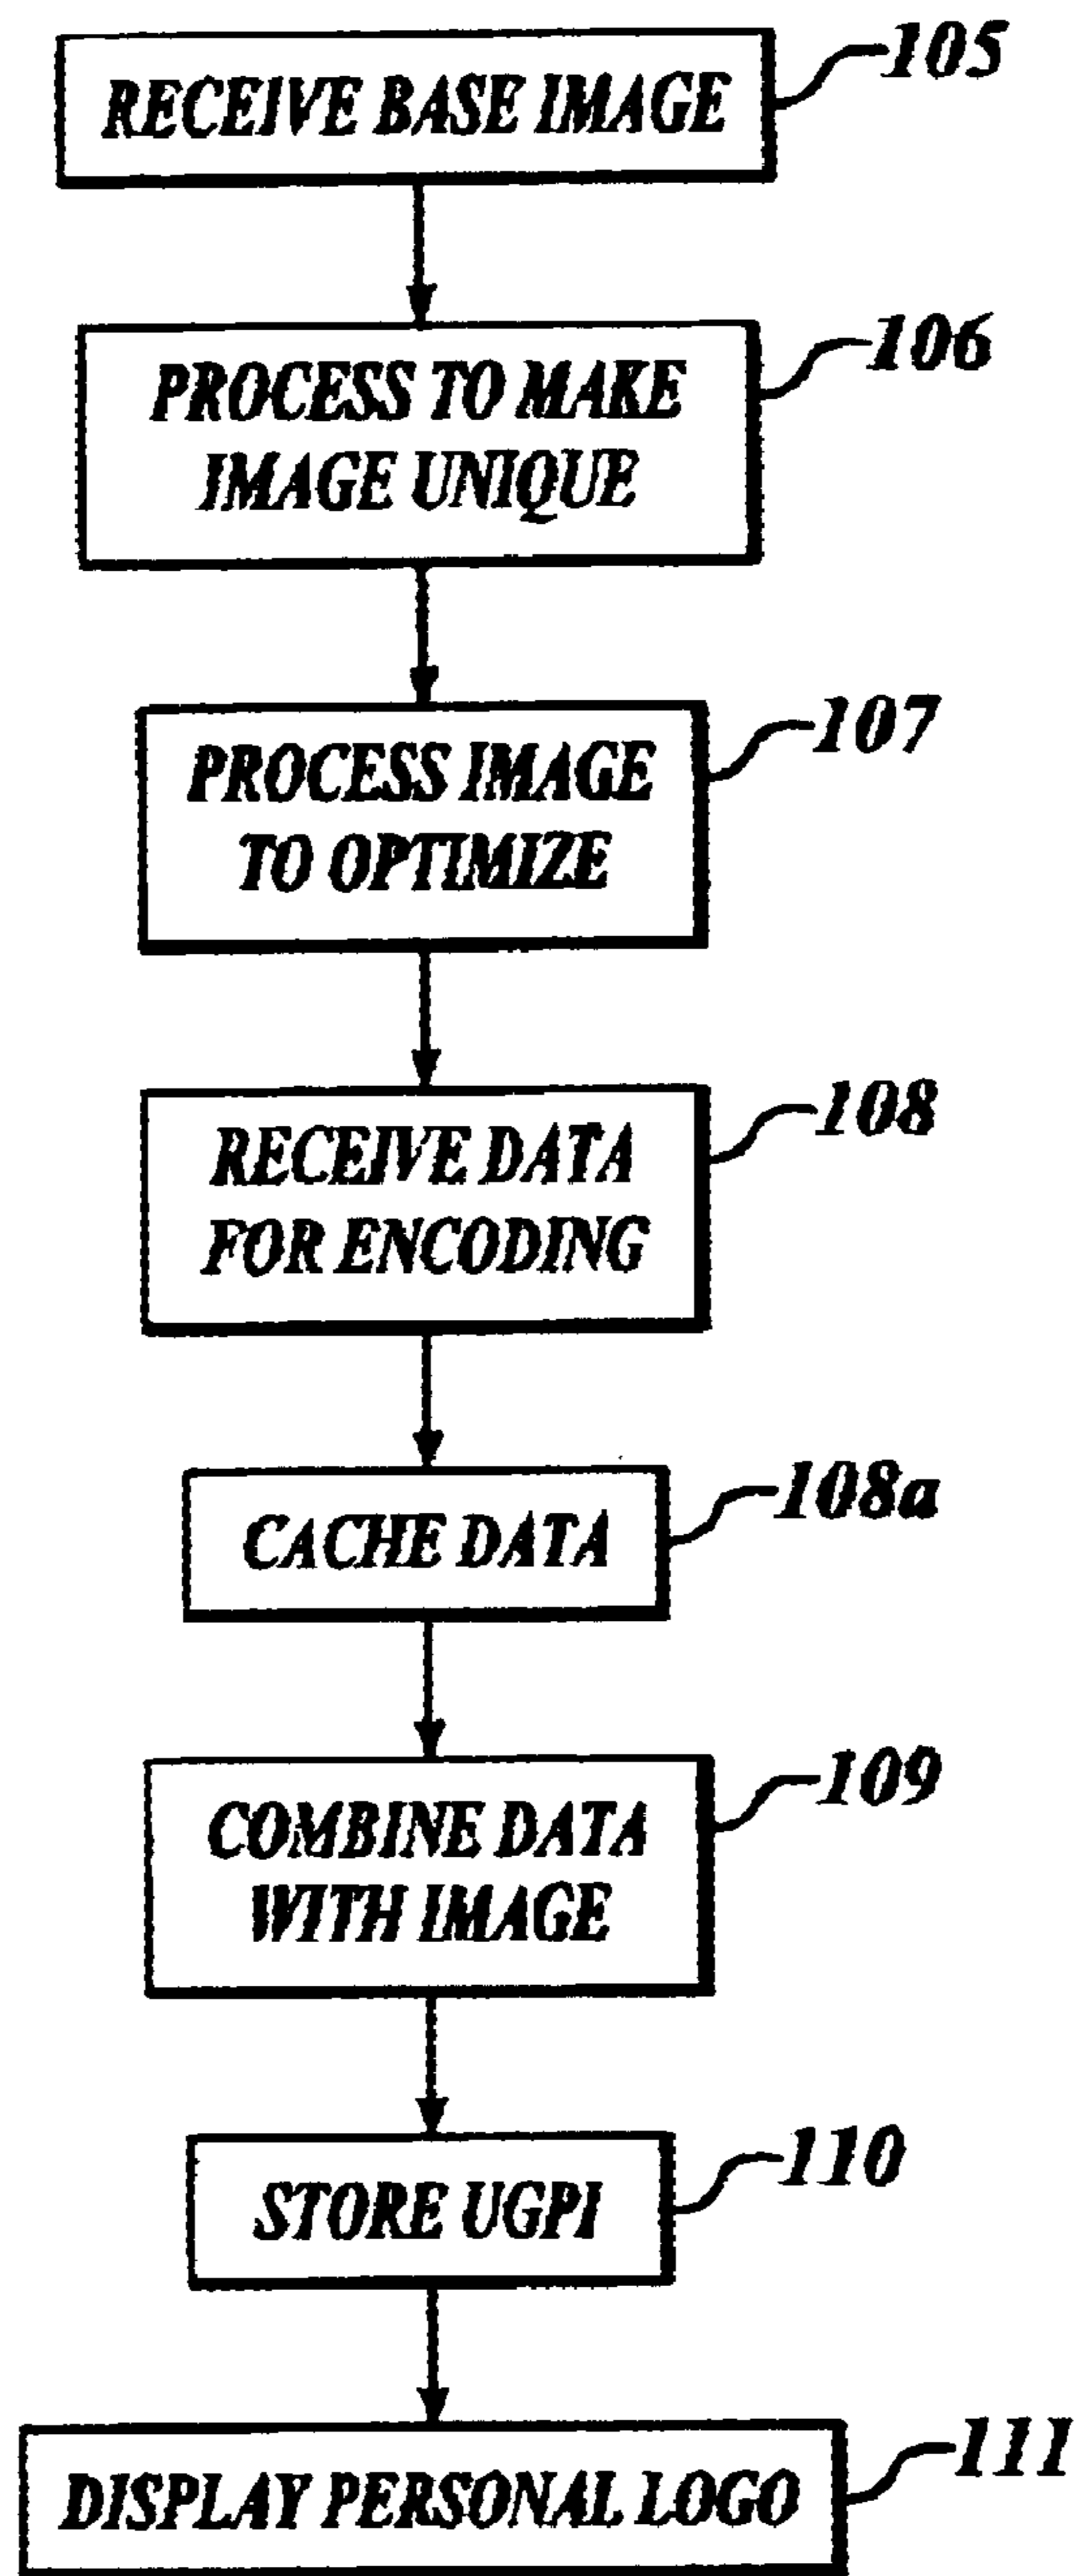 RECEIVE BASE IMAGE
105
PROCESS TO MAKE
IMAGE UNIQUE
106
PROCESS IMAGE
TO OPTIMIZE
107
RECEIVE DATA
FOR ENCODING
108
CACHE DATA
108a
COMBINE DATA
WITH IMAGE
109
STORE UGPI
110
DISPLAY PERSONAL LOGO
111